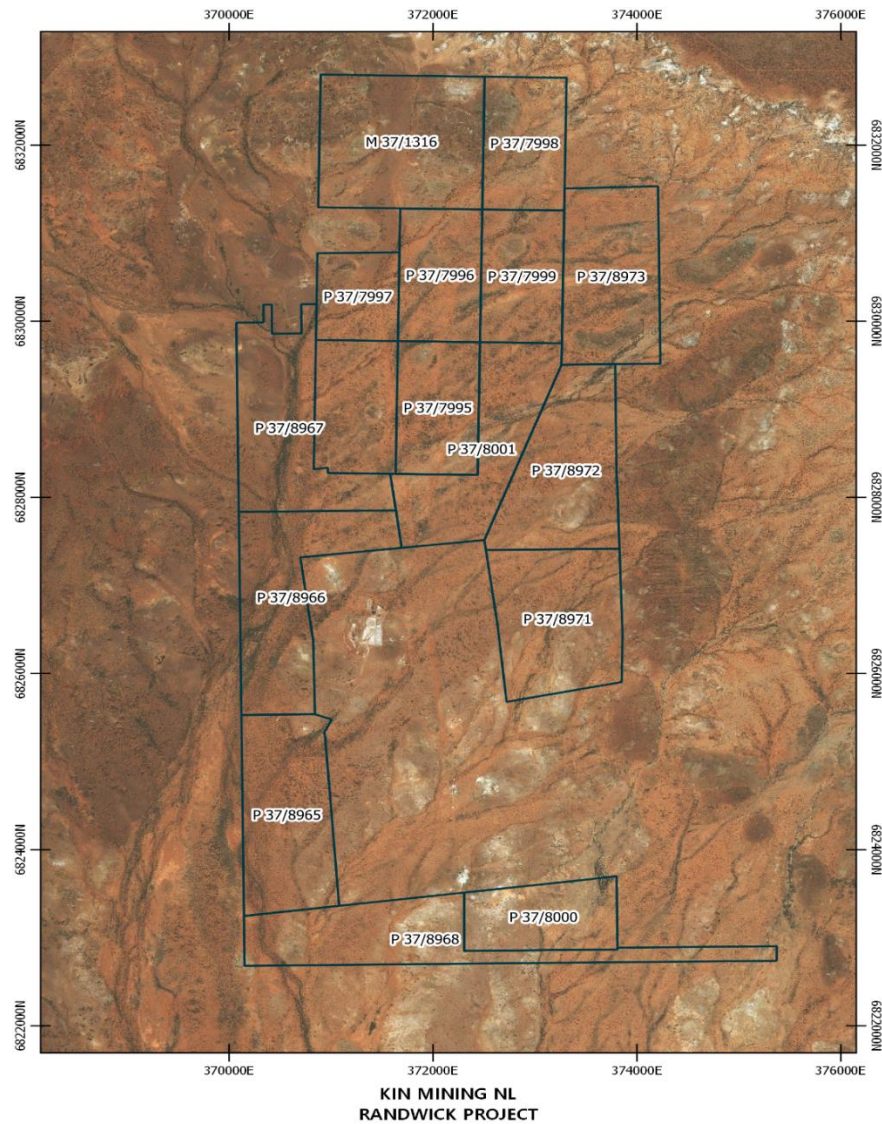 370000E
372000E
374000E
376000E
6832000N
6832000N
M 37/1316
P 37/7998
P 37/7996
P 37/7999
P 37/8973
P 37/7997
6830000N
6830000N
P 37/7995
P 37/8967
P 37/8001
P 37/8972
6828000N
6828000N
P 37/8966
P 37/8971
6826000N
6826000N
P 37/8965
6824000N
6824000N
P 37/8000
P 37/8968
6822000N
6822000N
370000E
372000E
374000E
376000E
KIN MINING NL
RANDWICK PROJECT